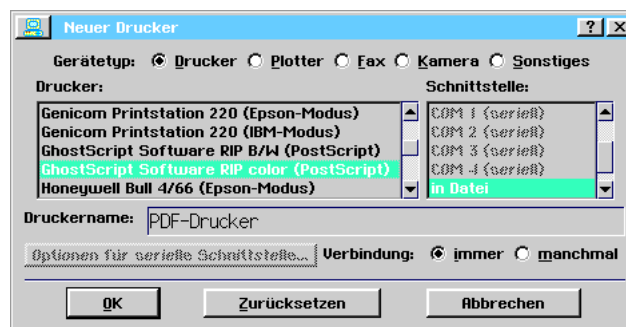 Neuer Drucker ? X
Gerätetyp: Drucker Plotter Fax Kamera Sonstiges
Drucker: Schnittstelle:
Genicom Printstation 220 (Epson-Modus) COM 1 (seriell)
Genicom Printstation 220 (IBM-Modus) COM 2 (seriell)
GhostScript Software RIP B/W (PostScript) COM 3 (seriell)
GhostScript Software RIP color (PostScript) COM 4 (seriell)
Honeywell Bull 4/66 (Epson-Modus) in Datei
Druckername: PDF-Drucker
Optionen für serielle Schnittstelle... Verbindung: immer manchmal
OK Zurücksetzen Abbrechen